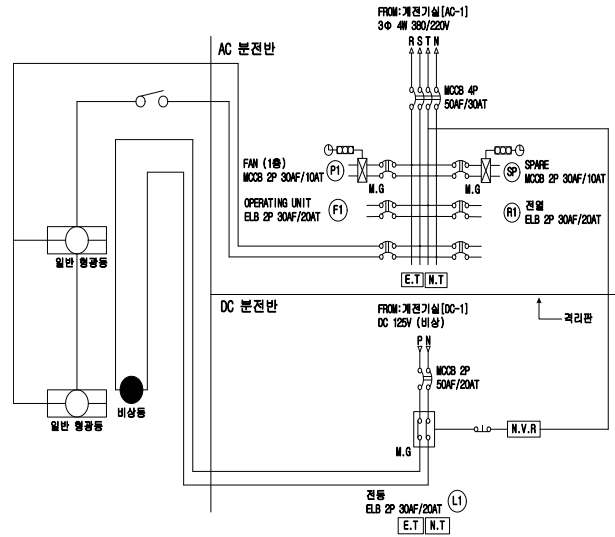 FROM:계전기실[AC-1]
3Φ 4W 380/220V
R S T N
AC 분전반
MCCB 4P
50AF/30AT
FAN (1층)
MCCB 2P 30AF/10AT
P1
M.G
M.G
SP
SPARE
MCCB 2P 30AF/10AT
OPERATING UNIT
ELB 2P 30AF/20AT
F1
R1
전열
ELB 2P 30AF/20AT
일반 형광등
E.T
N.T
DC 분전반
FROM:계전기실[DC-1]
DC 125V (비상)
격리판
P N
MCCB 2P
50AF/20AT
비상등
일반 형광등
N.V.R
M.G
전등
ELB 2P 30AF/20AT
L1
E.T
N.T